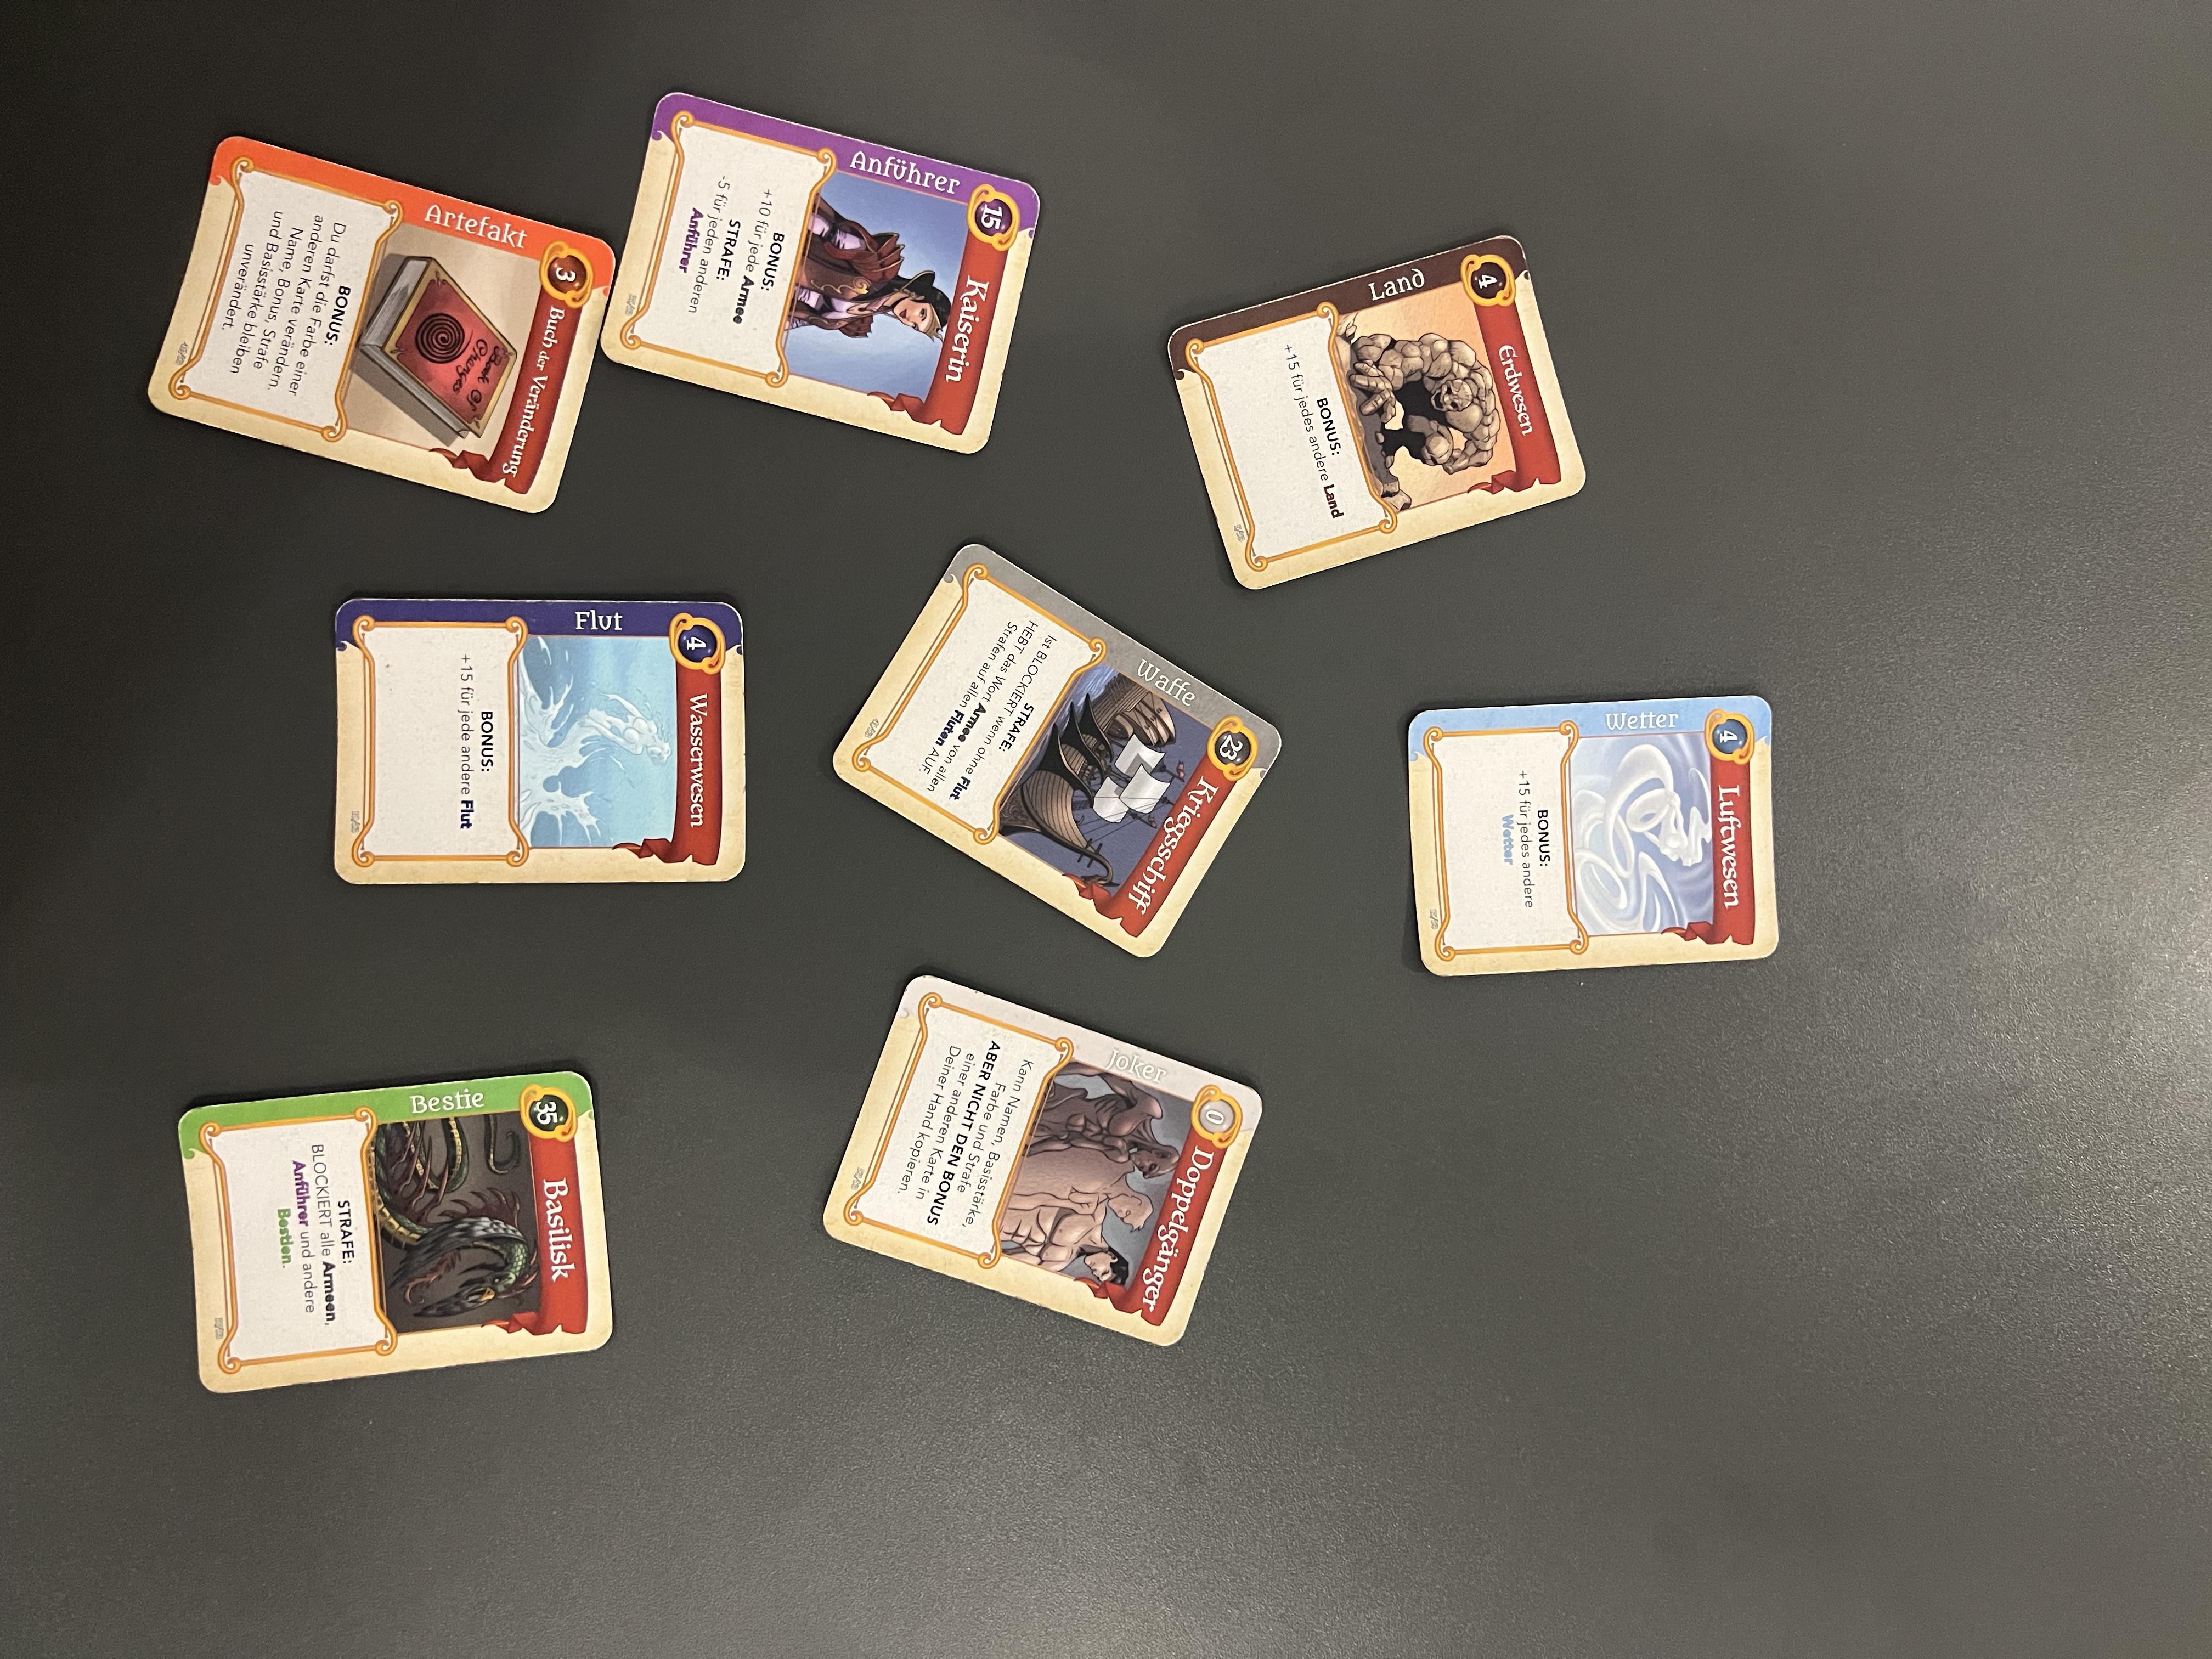 Artefakt
3
Buch der Veränderung
Book of
Changes
BONUS:
Du darfst die Farbe einer
anderen Karte verändern.
Name, Bonus, Strafe
und Basisstärke bleiben
unverändert.
Anführer
15
Kaiserin
BONUS:
+10 für jede Armee
STRAFE:
-5 für jeden anderen
Anführer
Land
4
Erdwesen
BONUS:
+15 für jedes andere Land
Flut
4
Wasserwesen
BONUS:
+15 für jede andere Flut
Waffe
23
Kriegsschiff
STRAFE:
Ist BLOCKIERT wenn ohne Flut
HEBT das Wort Armee von allen
Strafen auf allen Fluten AUF.
Wetter
4
Luftwesen
BONUS:
+15 für jedes andere
Wetter
Bestie
35
Basilisk
STRAFE:
BLOCKIERT alle Armeen,
Anführer und andere
Bestien.
Joker
0
Doppelgänger
Kann Namen, Basisstärke,
Farbe und Strafe
ABER NICHT DEN BONUS
einer anderen Karte in
Deiner Hand kopieren.